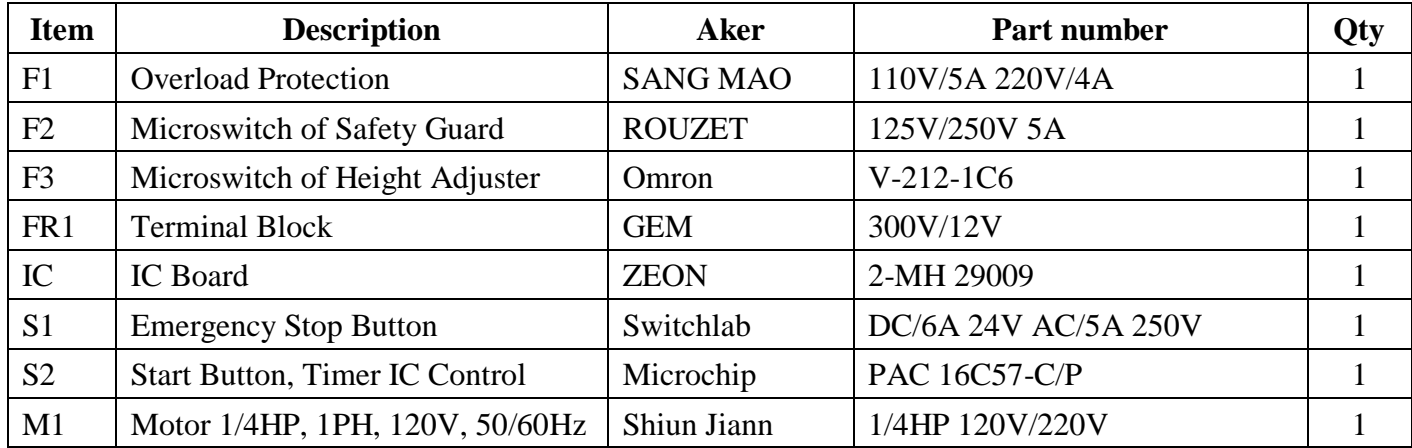 Item Description Aker Part number Qty
F1 Overload Protection SANG MAO 110V/5A 220V/4A 1
F2 Microswitch of Safety Guard ROUZET 125V/250V 5A 1
F3 Microswitch of Height Adjuster Omron V-212-1C6 1
FR1 Terminal Block GEM 300V/12V 1
IC IC Board ZEON 2-MH 29009 1
S1 Emergency Stop Button Switchlab DC/6A 24V AC/5A 250V 1
S2 Start Button, Timer IC Control Microchip PAC 16C57-C/P 1
M1 Motor 1/4HP, 1PH, 120V, 50/60Hz Shiun Jiann 1/4HP 120V/220V 1